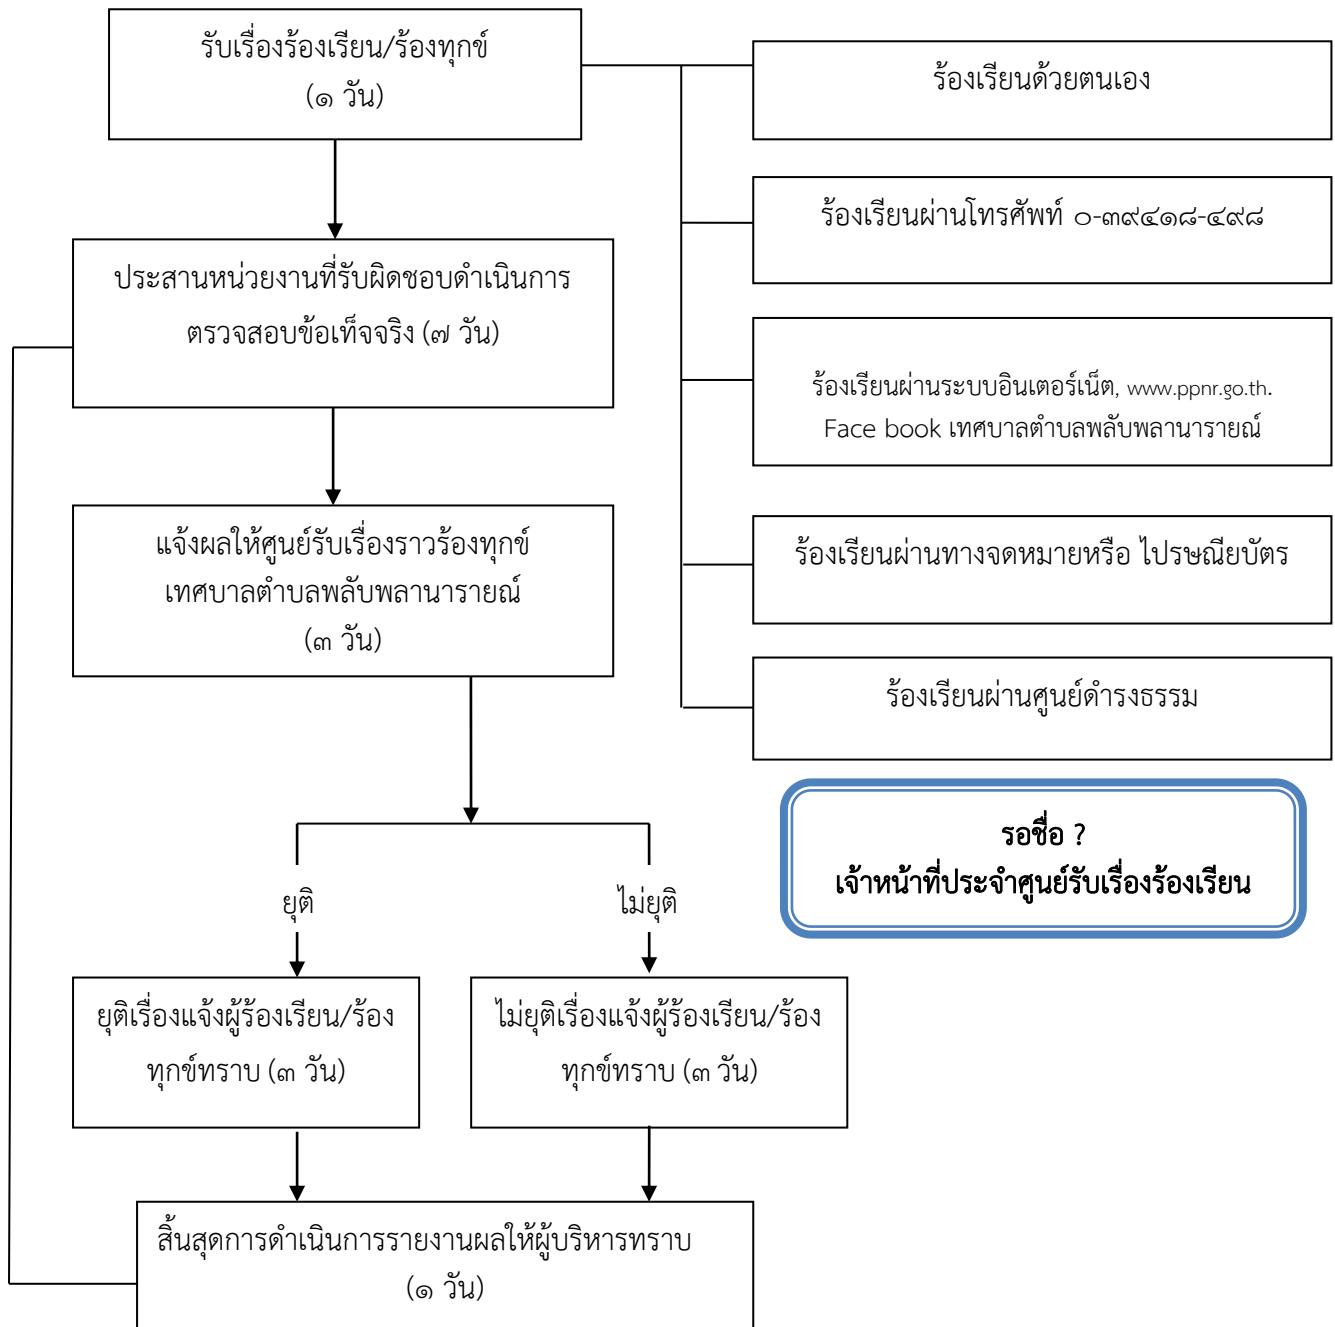 รับเรื่องร้องเรียน/ร้องทุกข์
(๑ วัน)
ร้องเรียนด้วยตนเอง
ร้องเรียนผ่านโทรศัพท์ ๐-๓๙๔๑๘-๔๙๘
ประสานหน่วยงานที่รับผิดชอบดำเนินการ
ตรวจสอบข้อเท็จจริง (๗ วัน)
ร้องเรียนผ่านระบบอินเตอร์เน็ต, www.ppnr.go.th.
Face book เทศบาลตำบลพลับพลานารายณ์
แจ้งผลให้ศูนย์รับเรื่องราวร้องทุกข์
เทศบาลตำบลพลับพลานารายณ์
(๓ วัน)
ร้องเรียนผ่านทางจดหมายหรือ ไปรษณียบัตร
ร้องเรียนผ่านศูนย์ดำรงธรรม
รอชื่อ ?
เจ้าหน้าที่ประจำศูนย์รับเรื่องร้องเรียน
ยุติ
ไม่ยุติ
ยุติเรื่องแจ้งผู้ร้องเรียน/ร้อง
ทุกข์ทราบ (๓ วัน)
ไม่ยุติเรื่องแจ้งผู้ร้องเรียน/ร้อง
ทุกข์ทราบ (๓ วัน)
สิ้นสุดการดำเนินการรายงานผลให้ผู้บริหารทราบ
(๑ วัน)